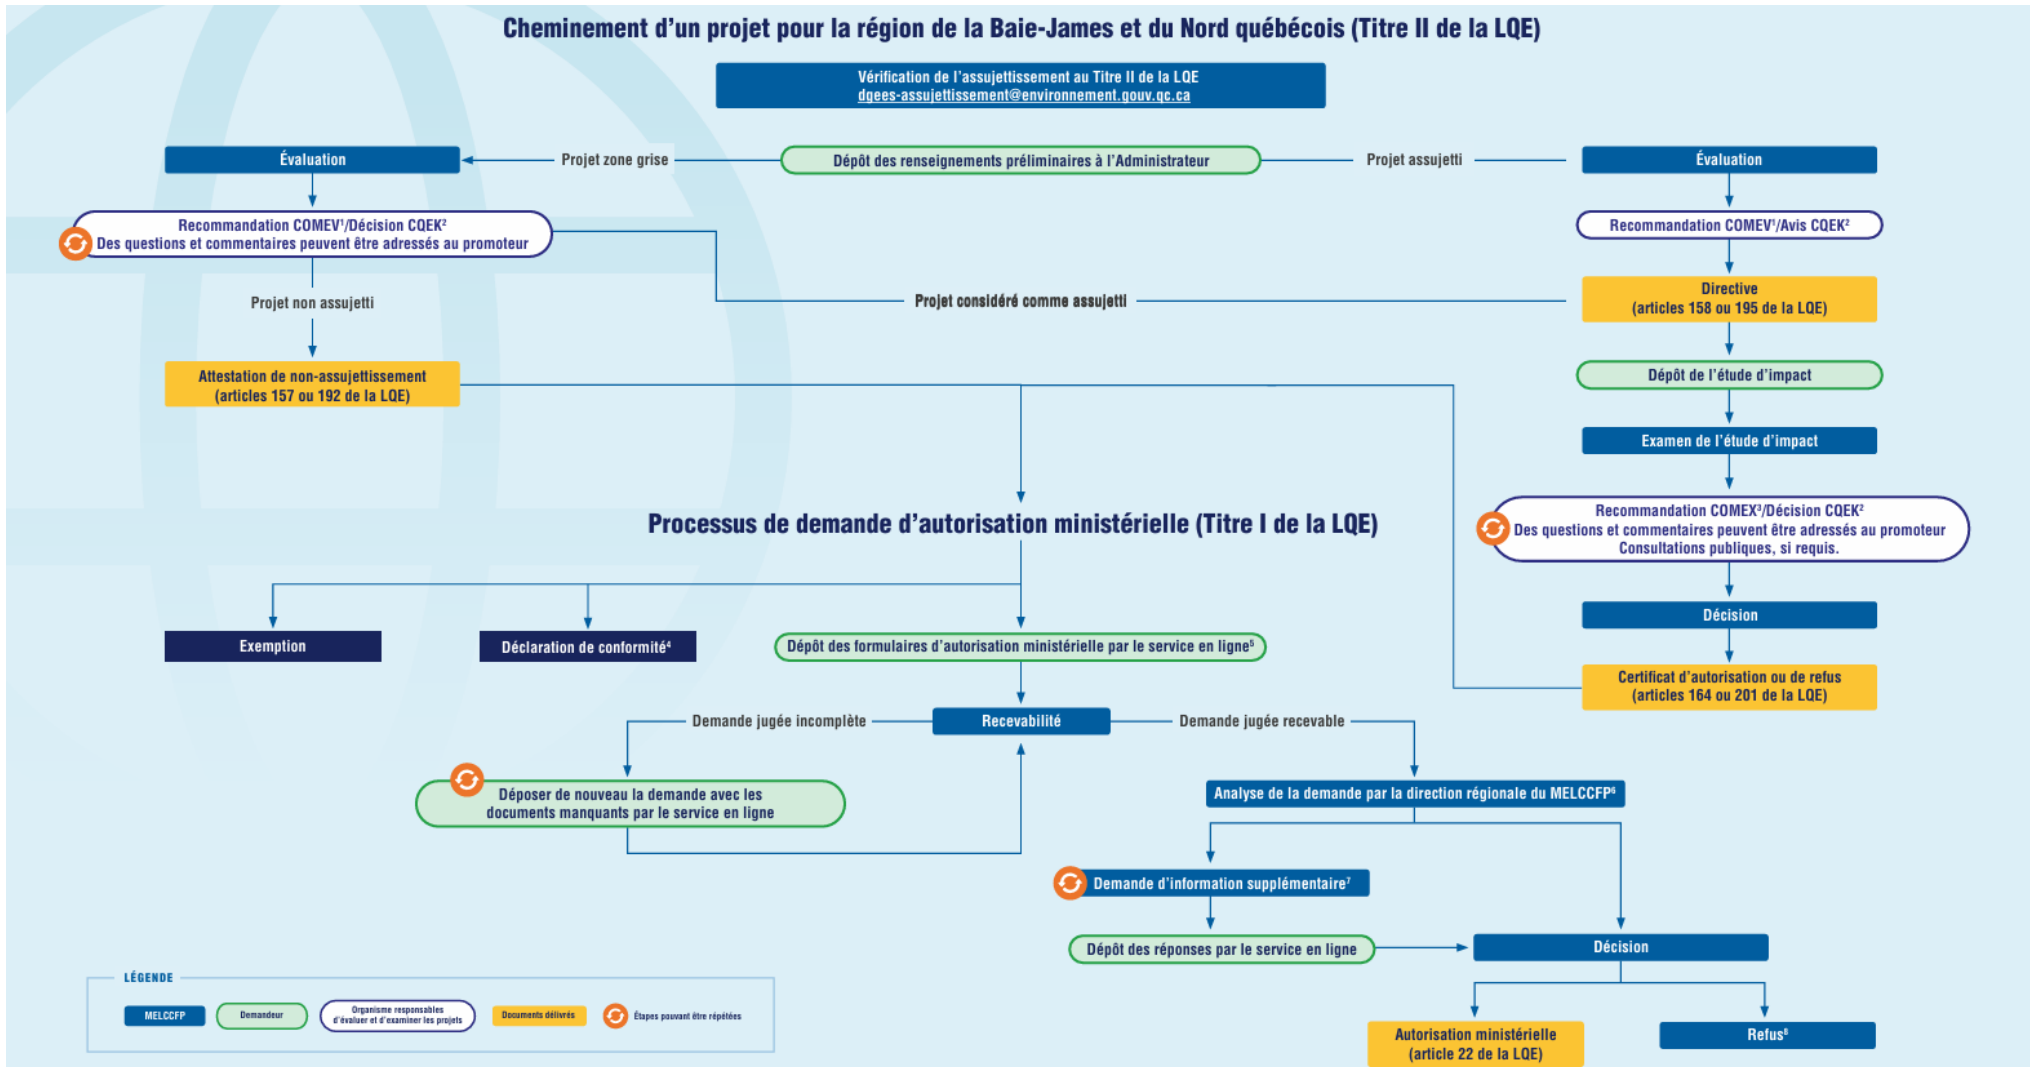 Cheminement d’un projet pour la région de la Baie-James et du Nord québécois (Titre II de la LQE)
Vérification de l’assujettissement au Titre II de la LQE
dgees-assujettissement@environnement.gouv.qc.ca
Évaluation
Projet zone grise
Dépôt des renseignements préliminaires à l’Administrateur
Projet assujetti
Évaluation
Recommandation COMEV¹/Décision CQEK²
Des questions et commentaires peuvent être adressés au promoteur
Recommandation COMEV¹/Avis CQEK²
Projet non assujetti
Projet considéré comme assujetti
Directive
(articles 158 ou 195 de la LQE)
Attestation de non-assujettissement
(articles 157 ou 192 de la LQE)
Dépôt de l’étude d’impact
Examen de l’étude d’impact
Processus de demande d’autorisation ministérielle (Titre I de la LQE)
Recommandation COMEX³/Décision CQEK²
Des questions et commentaires peuvent être adressés au promoteur
Consultations publiques, si requis.
Décision
Exemption
Déclaration de conformité⁴
Dépôt des formulaires d’autorisation ministérielle par le service en ligne⁵
Certificat d’autorisation ou de refus
(articles 164 ou 201 de la LQE)
Demande jugée incomplète
Recevabilité
Demande jugée recevable
Déposer de nouveau la demande avec les
documents manquants par le service en ligne
Analyse de la demande par la direction régionale du MELCCFP⁶
Demande d’information supplémentaire⁷
Dépôt des réponses par le service en ligne
Décision
LÉGENDE
MELCCFP
Demandeur
Organisme responsables
d’évaluer et d’examiner les projets
Documents délivrés
Étapes pouvant être répétées
Autorisation ministérielle
(article 22 de la LQE)
Refus⁸